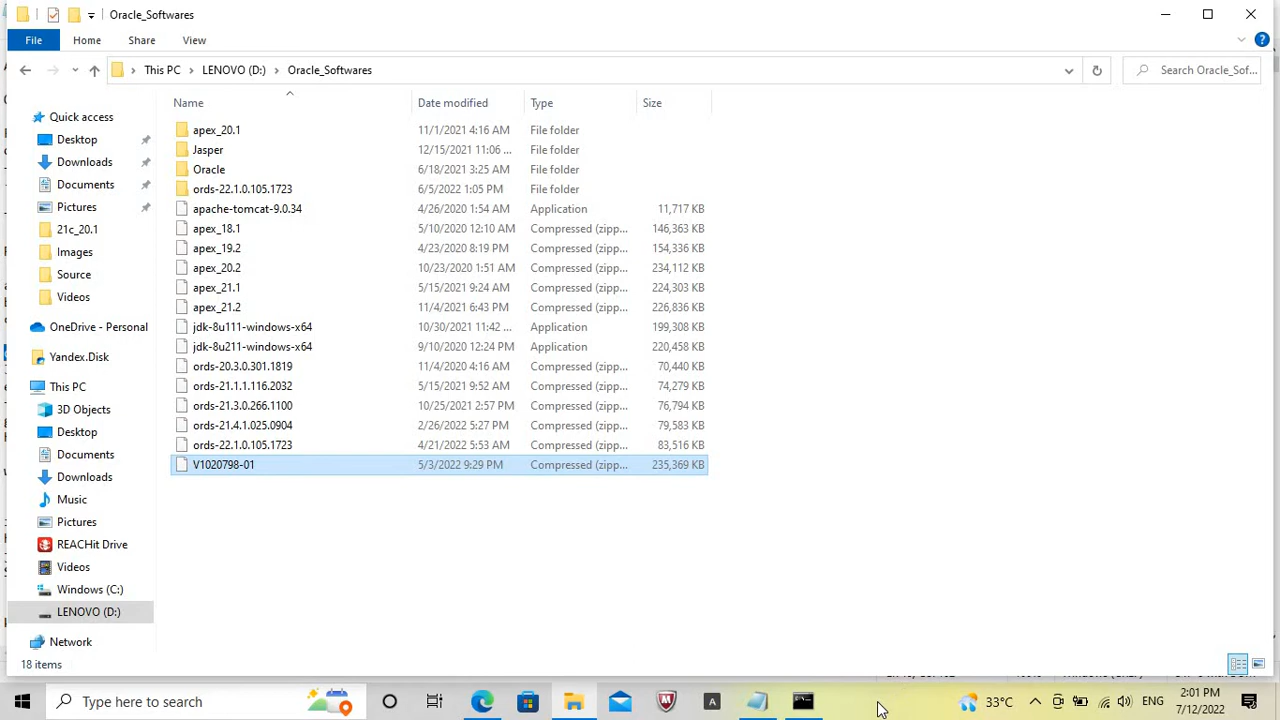 Oracle_Softwares
File Home Share View
This PC LENOVO (D:) Oracle_Softwares Search Oracle_Sof...
Name Date modified Type Size
apex_20.1 11/1/2021 4:16 AM File folder
Jasper 12/15/2021 11:06 ... File folder
Oracle 6/18/2021 3:25 AM File folder
ords-22.1.0.105.1723 6/5/2022 1:05 PM File folder
apache-tomcat-9.0.34 4/26/2020 1:54 AM Application 11,717 KB
apex_18.1 5/10/2020 12:10 AM Compressed (zipp... 146,363 KB
apex_19.2 4/23/2020 8:19 PM Compressed (zipp... 154,336 KB
apex_20.2 10/23/2020 1:51 AM Compressed (zipp... 234,112 KB
apex_21.1 5/15/2021 9:24 AM Compressed (zipp... 224,303 KB
apex_21.2 11/4/2021 6:43 PM Compressed (zipp... 226,836 KB
jdk-8u111-windows-x64 10/30/2021 11:42 ... Application 199,308 KB
jdk-8u211-windows-x64 9/10/2020 12:24 PM Application 220,458 KB
ords-20.3.0.301.1819 11/4/2020 4:16 AM Compressed (zipp... 70,440 KB
ords-21.1.1.116.2032 5/15/2021 9:52 AM Compressed (zipp... 74,279 KB
ords-21.3.0.266.1100 10/25/2021 2:57 PM Compressed (zipp... 76,794 KB
ords-21.4.1.025.0904 2/26/2022 5:27 PM Compressed (zipp... 79,583 KB
ords-22.1.0.105.1723 4/21/2022 5:53 AM Compressed (zipp... 83,516 KB
V1020798-01 5/3/2022 9:29 PM Compressed (zipp... 235,369 KB
Quick access
Desktop
Downloads
Documents
Pictures
21c_20.1
Images
Source
Videos
OneDrive - Personal
Yandex.Disk
This PC
3D Objects
Desktop
Documents
Downloads
Music
Pictures
REACHit Drive
Videos
Windows (C:)
LENOVO (D:)
Network
18 items
Type here to search
33°C ENG 2:01 PM
7/12/2022